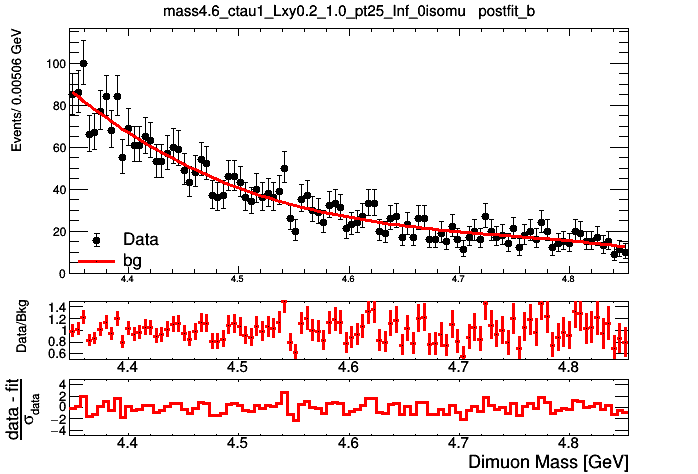 mass4.6_ctau1_Lxy0.2_1.0_pt25_Inf_0isomu postfit_b
Events/ 0.00506 GeV
100
80
60
40
20
0
Data
bg
4.4 4.5 4.6 4.7 4.8
Data/Bkg
1.4
1.2
1.0
0.8
0.6
4.4 4.5 4.6 4.7 4.8
data - fit
σdata
4
2
0
−2
−4
4.4 4.5 4.6 4.7 4.8
Dimuon Mass [GeV]